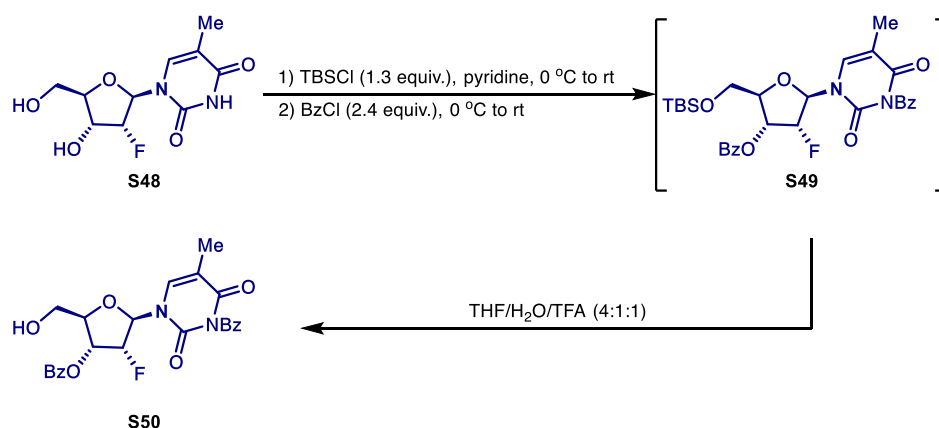 Me
O
O
N
NH
HO
O
HO
F
S48
1) TBSCl (1.3 equiv.), pyridine, 0 °C to rt
2) BzCl (2.4 equiv.), 0 °C to rt
Me
O
O
N
NBz
TBSO
O
BzO
F
S49
Me
O
O
N
NBz
HO
O
BzO
F
S50
THF/H₂O/TFA (4:1:1)